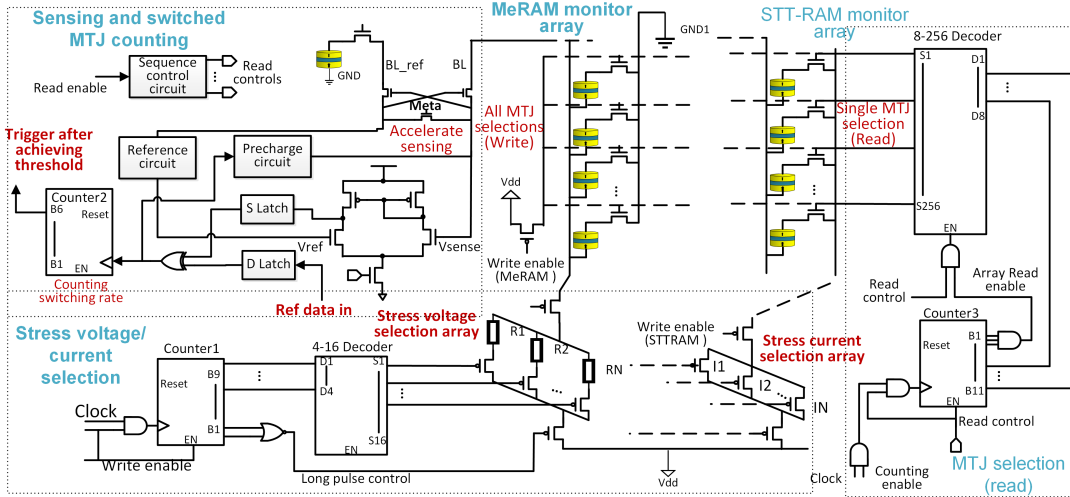 Sensing and switched
MTJ counting
Read enable
Sequence
control
circuit
Read
controls
GND
BL_ref
BL
Meta
Accelerate
sensing
Trigger after
achieving
threshold
Reference
circuit
Precharge
circuit
Counter2
B6
Reset
B1
EN
Counting
switching rate
S Latch
D Latch
Vref
Vsense
Ref data in
MeRAM monitor
array
GND1
All MTJ
selections
(Write)
Vdd
Write enable
(MeRAM )
STT-RAM monitor
array
Single MTJ
selection
(Read)
8-256 Decoder
S1
D1
D8
S256
EN
Read
control
Array Read
enable
Counter3
B1
Reset
B11
EN
Read control
Clock
Counting
enable
MTJ selection
(read)
Stress voltage/
current
selection
Counter1
B9
Reset
B1
EN
Clock
Write enable
4-16 Decoder
D1
S1
D4
S16
EN
Long pulse control
Stress voltage
selection array
R1
R2
RN
Write enable
(STTRAM )
Stress current
selection array
I1
I2
IN
Vdd